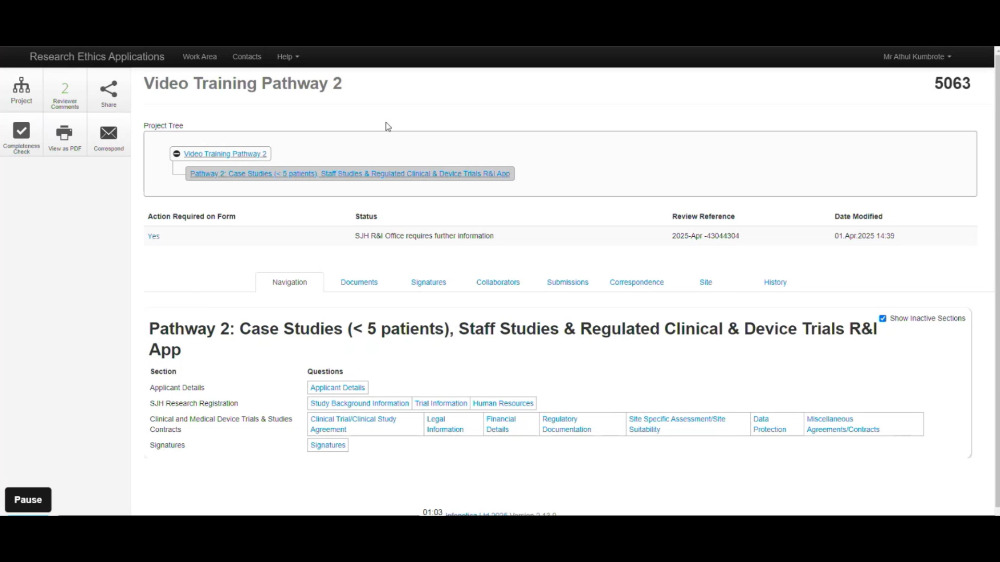 Research Ethics Applications Work Area Contacts Help Mr Athul Kumbrote
Project
2
Reviewer
Comments
Share
Completeness
Check
View as PDF
Correspond
Video Training Pathway 2 5063
Project Tree
Video Training Pathway 2
Pathway 2: Case Studies (< 5 patients), Staff Studies & Regulated Clinical & Device Trials R&I App
Action Required on Form Status Review Reference Date Modified
Yes SJH R&I Office requires further information 2025-Apr -43044304 01.Apr.2025 14:39
Navigation Documents Signatures Collaborators Submissions Correspondence Site History
Show Inactive Sections
Pathway 2: Case Studies (< 5 patients), Staff Studies & Regulated Clinical & Device Trials R&I
App
Section Questions
Applicant Details Applicant Details
SJH Research Registration Study Background Information Trial Information Human Resources
Clinical and Medical Device Trials & Studies
Contracts
Clinical Trial/Clinical Study
Agreement
Legal
Information
Financial
Details
Regulatory
Documentation
Site Specific Assessment/Site
Suitability
Data
Protection
Miscellaneous
Agreements/Contracts
Signatures Signatures
Pause
01:03 Infonetica Ltd 2025 Version 2.13.9